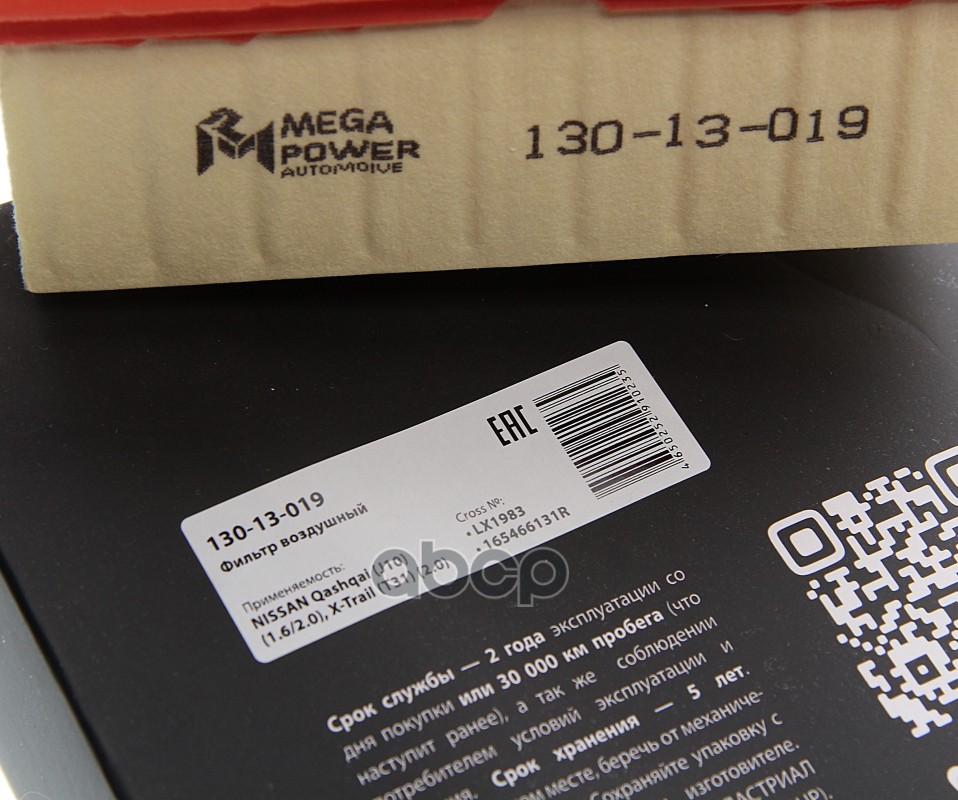 MEGA
POWER
AUTOMOIVE
130-13-019
EAC
4650252910235
130-13-019
Фильтр воздушный
Cross №:
• LX1983
• 165466131R
Применяемость:
NISSAN Qashqai (J10)
(1.6/2.0), X-Trail (T31) (2.0)
abcp
Срок службы — 2 года эксплуатации со
дня покупки или 30 000 км пробега (что
наступит ранее), а так же соблюдении
потребителем условий эксплуатации и
Срок хранения — 5 лет.
месте, беречь от механиче-
Сохраняйте упаковку с
изготовителе.